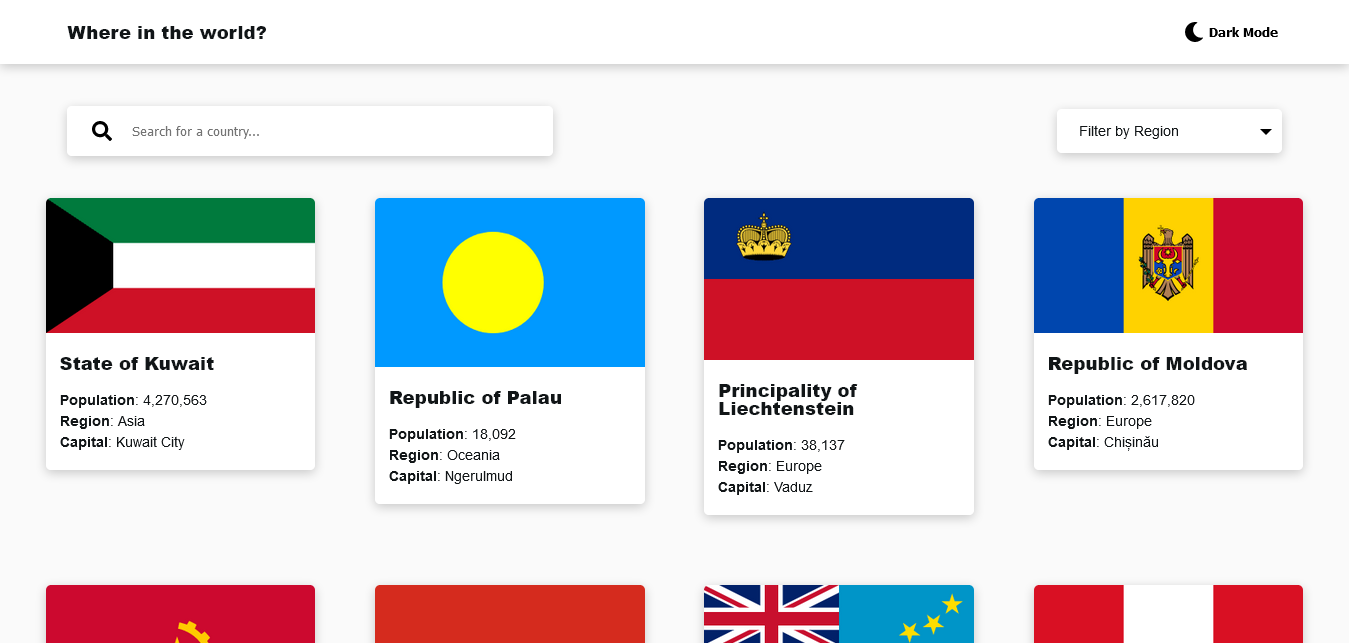 Where in the world?
Dark Mode
Search for a country...
Filter by Region
State of Kuwait
Population: 4,270,563
Region: Asia
Capital: Kuwait City
Republic of Palau
Population: 18,092
Region: Oceania
Capital: Ngerulmud
Principality of
Liechtenstein
Population: 38,137
Region: Europe
Capital: Vaduz
Republic of Moldova
Population: 2,617,820
Region: Europe
Capital: Chișinău